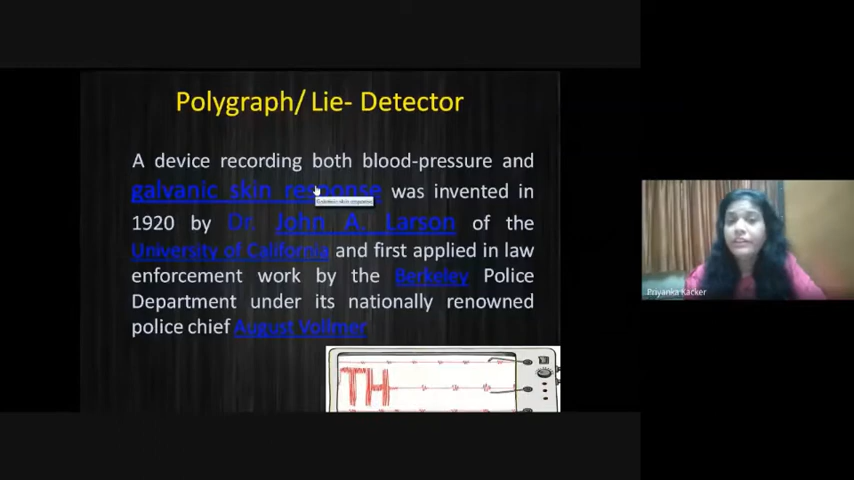 Polygraph/ Lie- Detector
A device recording both blood-pressure and
galvanic skin response was invented in
1920 by Dr. John A. Larson of the
University of California and first applied in law
enforcement work by the Berkeley Police
Department under its nationally renowned
police chief August Vollmer
TH
Priyanka Kacker